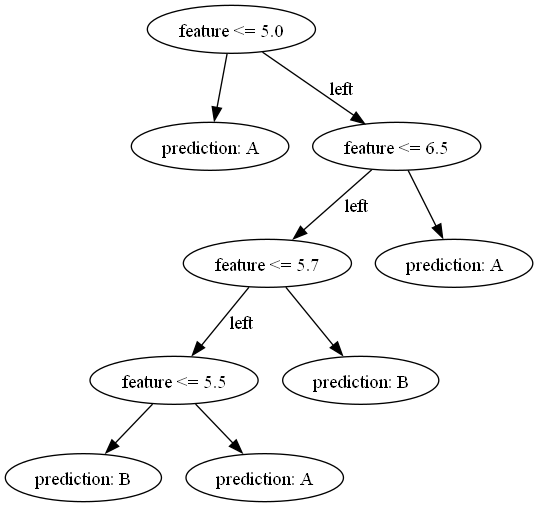 feature <= 5.0
left
prediction: A
feature <= 6.5
left
feature <= 5.7
prediction: A
left
feature <= 5.5
prediction: B
prediction: B
prediction: A